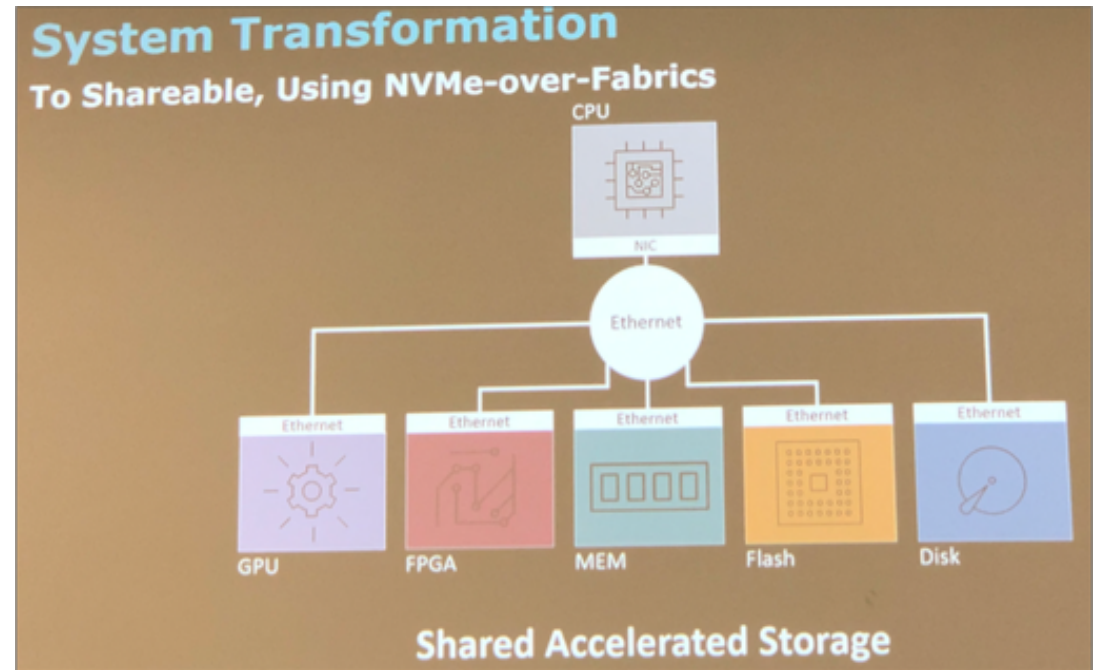 System Transformation
To Shareable, Using NVMe-over-Fabrics
CPU
NIC
Ethernet
Ethernet
Ethernet
Ethernet
Ethernet
Ethernet
GPU
FPGA
MEM
Flash
Disk
Shared Accelerated Storage